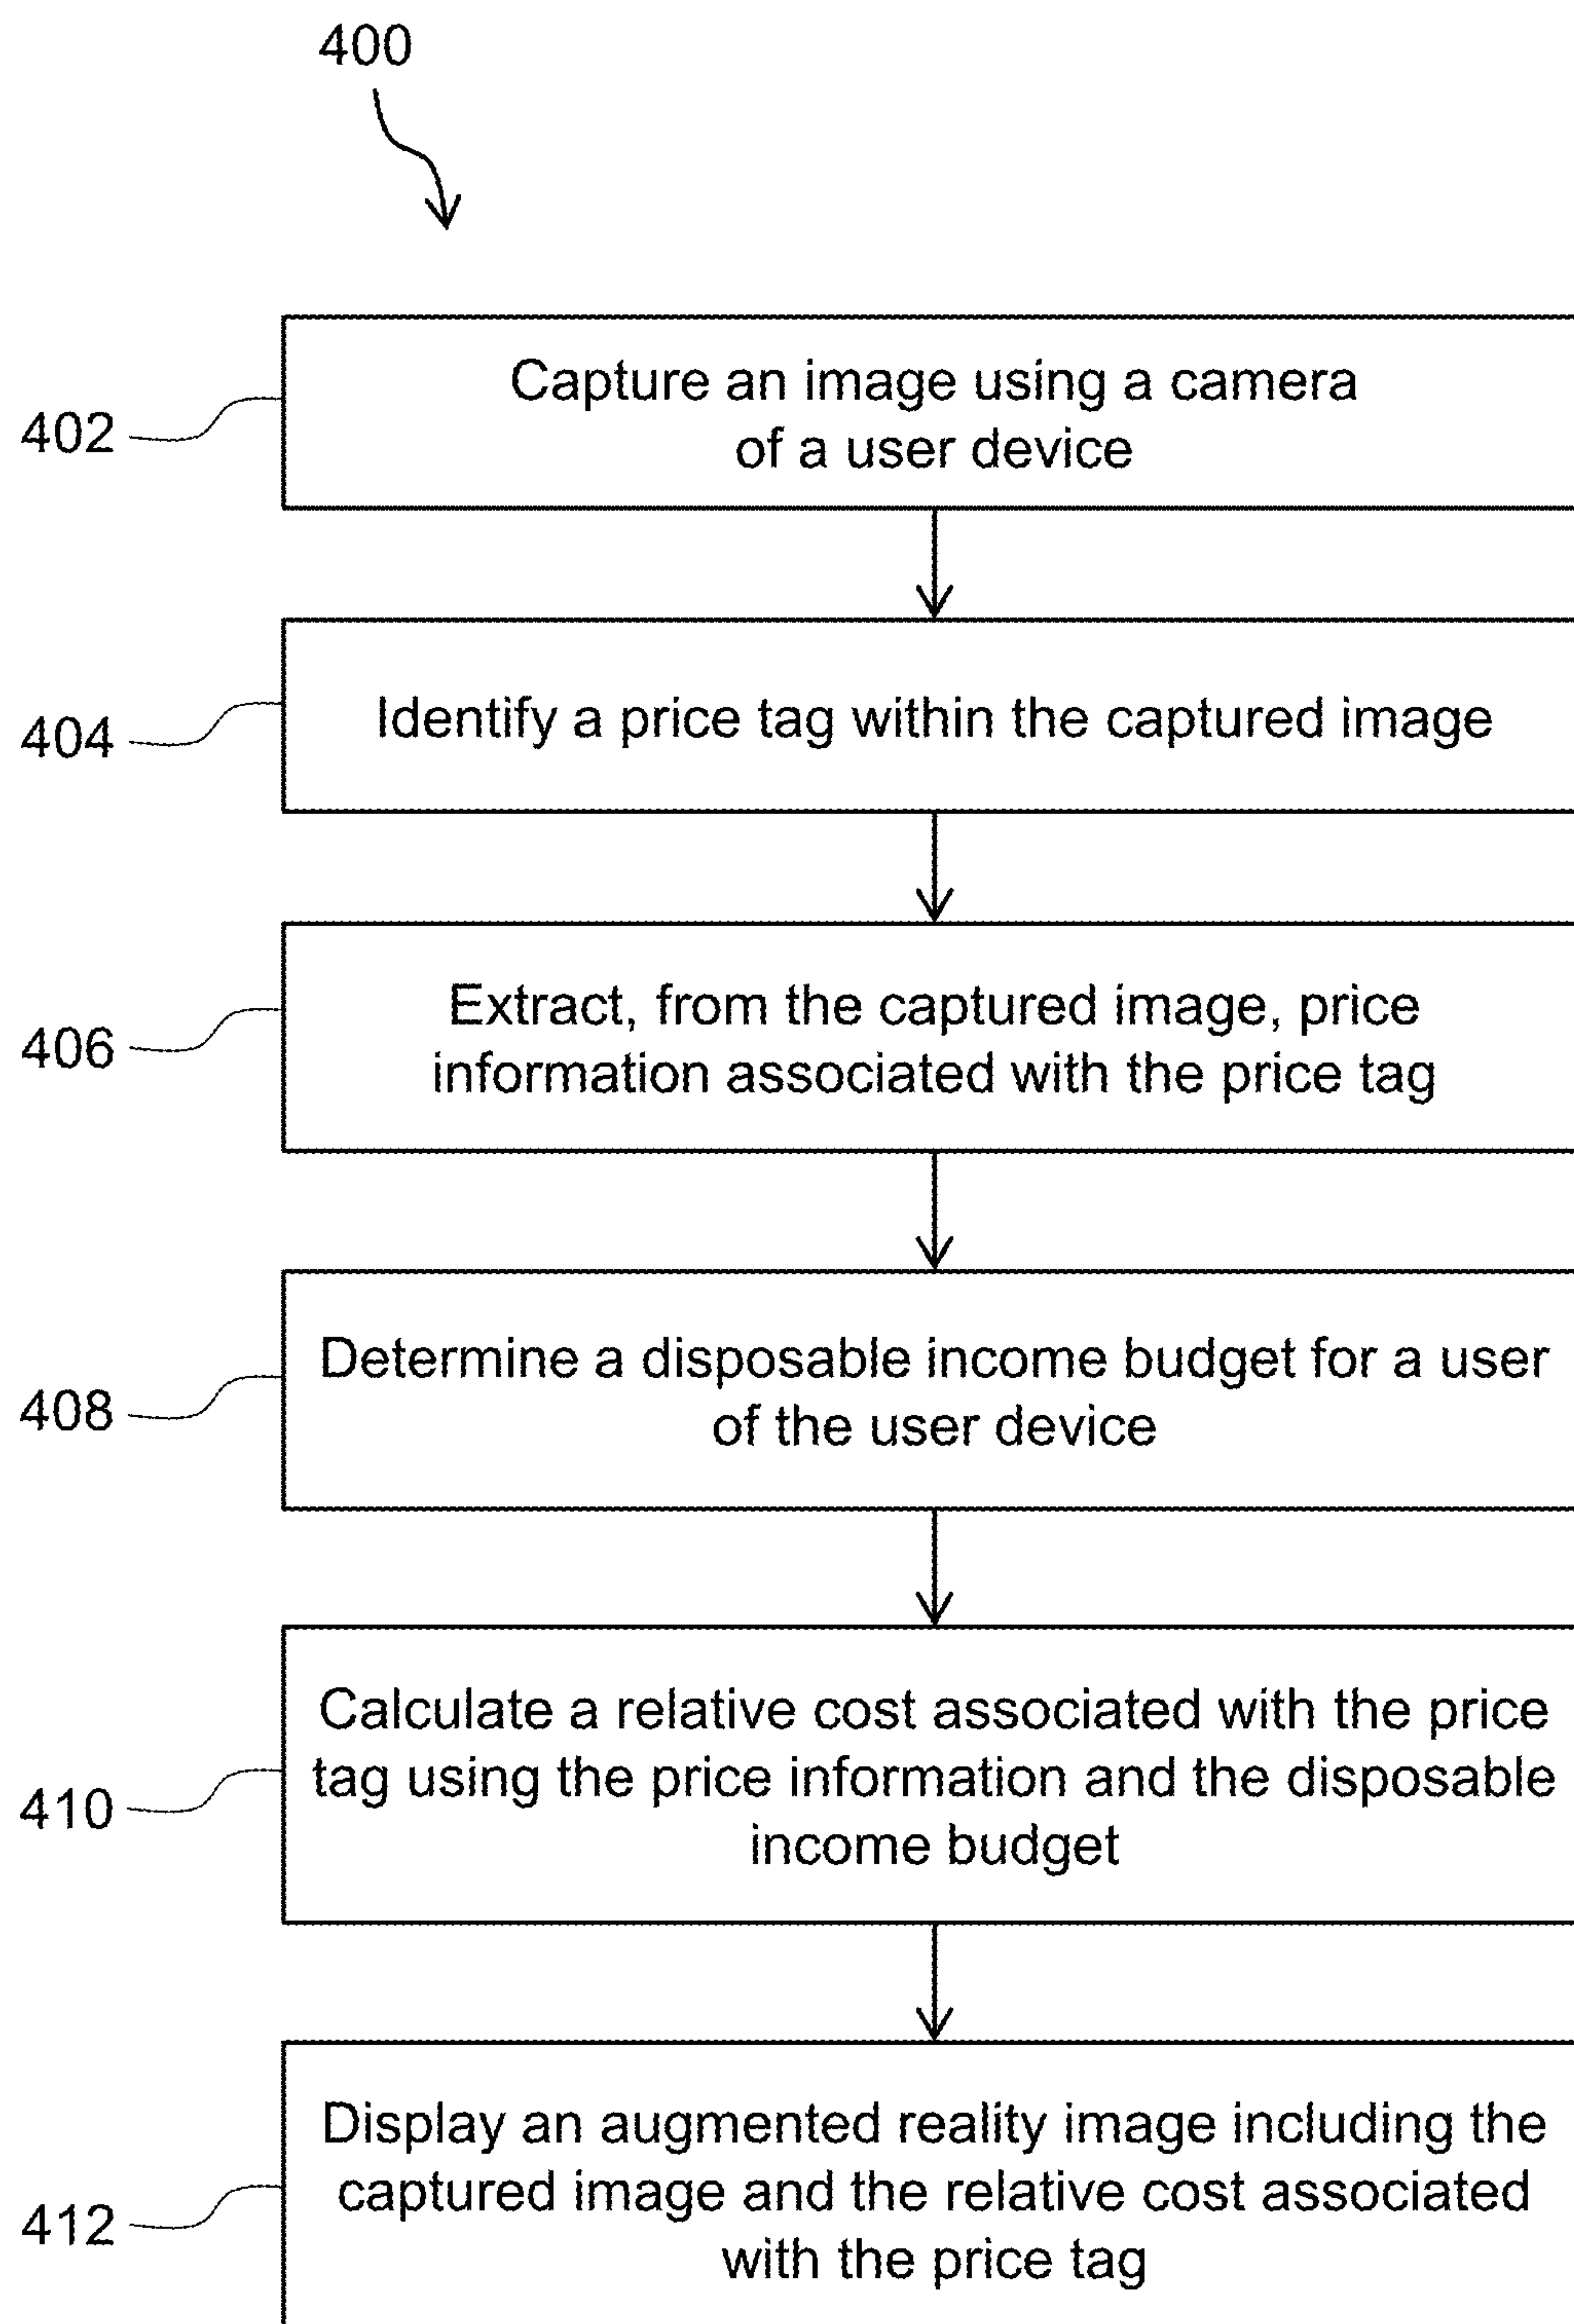 400
402
Capture an image using a camera
of a user device
404
Identify a price tag within the captured image
406
Extract, from the captured image, price
information associated with the price tag
408
Determine a disposable income budget for a user
of the user device
410
Calculate a relative cost associated with the price
tag using the price information and the disposable
income budget
412
Display an augmented reality image including the
captured image and the relative cost associated
with the price tag